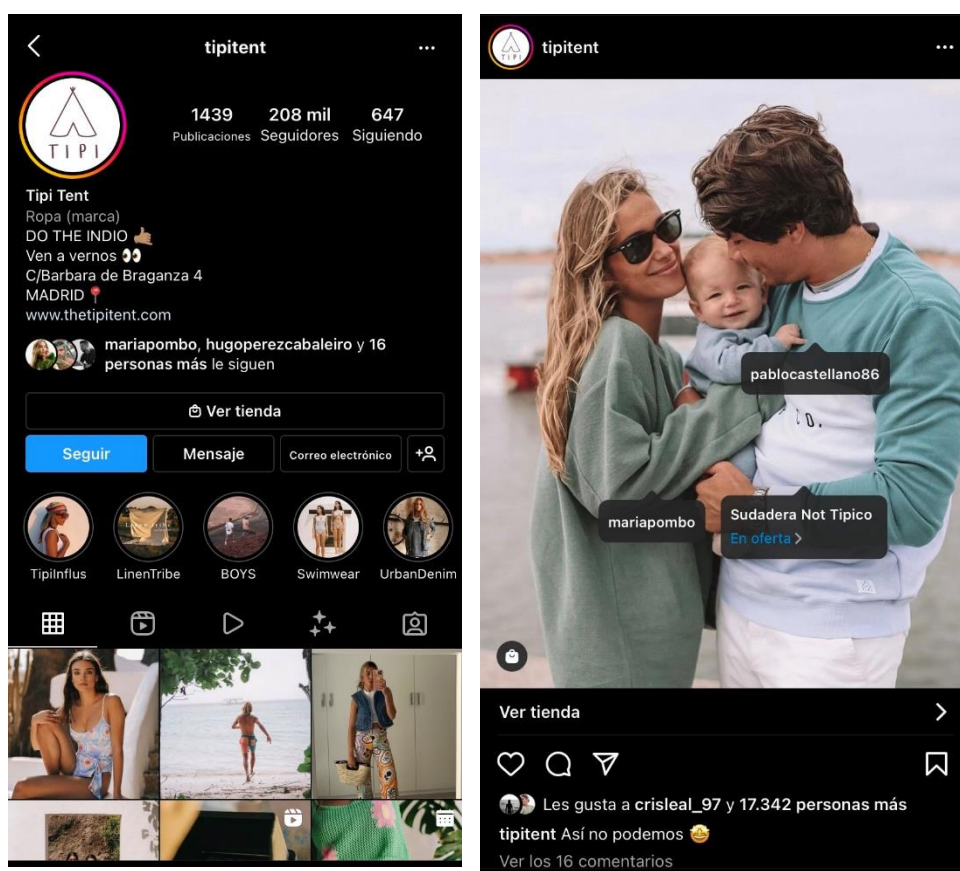 tipitent
TIPI
1439
208 mil
647
Publicaciones
Seguidores
Siguiendo
Tipi Tent
Ropa (marca)
DO THE INDIO
Ven a vernos
C/Barbara de Braganza 4
MADRID
www.thetipitent.com
mariapombo, hugoperezcabaleiro y 16
personas más le siguen
Ver tienda
Seguir
Mensaje
Correo electrónico
TipiInflus
LinenTribe
BOYS
Swimwear
UrbanDenim
TIPI
tipitent
pablocastellano86
mariapombo
Sudadera Not Tipico
En oferta >
Ver tienda
Les gusta a crisleal_97 y 17.342 personas más
tipitent Así no podemos
Ver los 16 comentarios